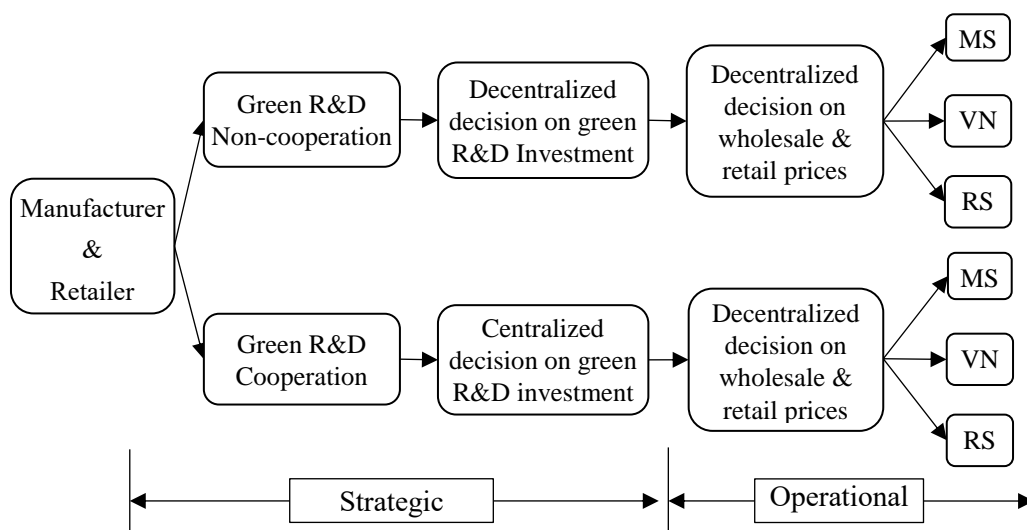 Manufacturer
&
Retailer
Green R&D
Non-cooperation
Decentralized
decision on green
R&D Investment
Decentralized
decision on
wholesale &
retail prices
MS
VN
RS
Green R&D
Cooperation
Centralized
decision on green
R&D investment
Decentralized
decision on
wholesale &
retail prices
MS
VN
RS
Strategic
Operational